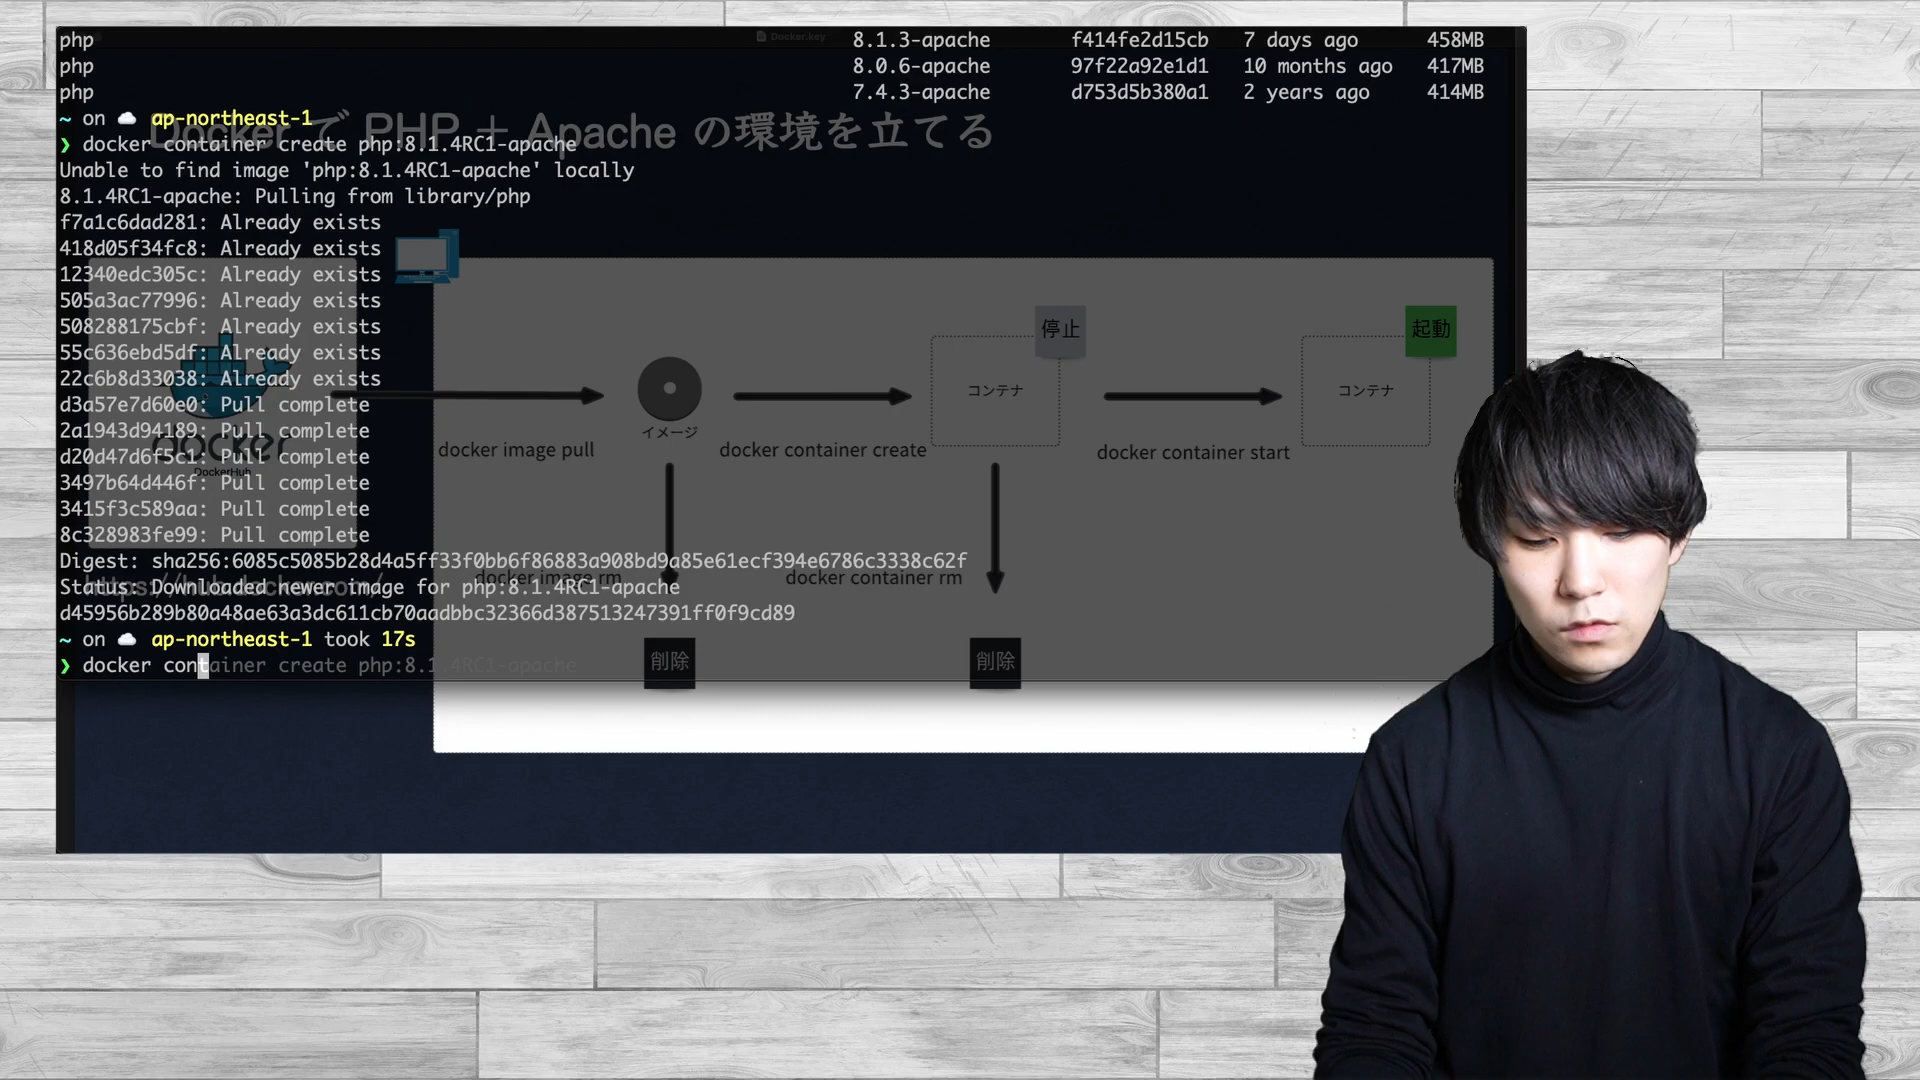 Docker.key
php 8.1.3-apache f414fe2d15cb 7 days ago 458MB
php 8.0.6-apache 97f22a92e1d1 10 months ago 417MB
php 7.4.3-apache d753d5b380a1 2 years ago 414MB
~ on ap-northeast-1
Docker で PHP + Apache の環境を立てる
❯ docker container create php:8.1.4RC1-apache
Unable to find image 'php:8.1.4RC1-apache' locally
8.1.4RC1-apache: Pulling from library/php
f7a1c6dad281: Already exists
418d05f34fc8: Already exists
12340edc305c: Already exists
505a3ac77996: Already exists
508288175cbf: Already exists
55c636ebd5df: Already exists
22c6b8d33038: Already exists
d3a57e7d60e0: Pull complete
2a1943d94189: Pull complete
d20d47d6f5c1: Pull complete
3497b64d446f: Pull complete
3415f3c589aa: Pull complete
8c328983fe99: Pull complete
Digest: sha256:6085c5085b28d4a5ff33f0bb6f86883a908bd9a85e61ecf394e6786c3338c62f
Status: Downloaded newer image for php:8.1.4RC1-apache
d45956b289b80a48ae63a3dc611cb70aadbbc32366d387513247391ff0f9cd89
~ on ap-northeast-1 took 17s
❯ docker container create php:8.1.4RC1-apache
docker
DockerHub
https://hub.docker.com/
docker image pull
イメージ
docker container create
停止
コンテナ
docker container start
起動
コンテナ
docker image rm
docker container rm
削除
削除